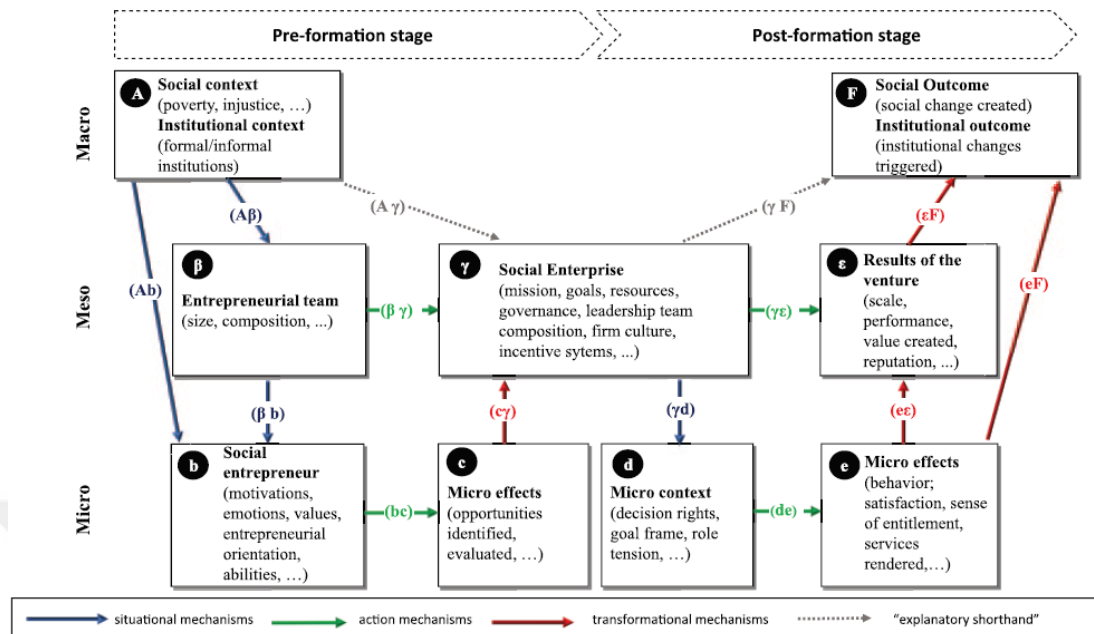 Pre-formation stage
Post-formation stage
Macro
A
Social context
(poverty, injustice, …)
Institutional context
(formal/informal
institutions)
F
Social Outcome
(social change created)
Institutional outcome
(institutional changes
triggered)
(Aβ)
(A γ)
(γ F)
(εF)
(Ab)
(eF)
Meso
β
Entrepreneurial team
(size, composition, ...)
(β γ)
γ
Social Enterprise
(mission, goals, resources,
governance, leadership team
composition, firm culture,
incentive sytems, ...)
(γε)
ε
Results of the
venture
(scale,
performance,
value created,
reputation, ...)
(β b)
(cγ)
(γd)
(eε)
Micro
b
Social
entrepreneur
(motivations,
emotions, values,
entrepreneurial
orientation,
abilities, …)
(bc)
c
Micro effects
(opportunities
identified,
evaluated, …)
d
Micro context
(decision rights,
goal frame, role
tension, …)
(de)
e
Micro effects
(behavior;
satisfaction, sense
of entitlement,
services
rendered,…)
situational mechanisms
action mechanisms
transformational mechanisms
“explanatory shorthand”